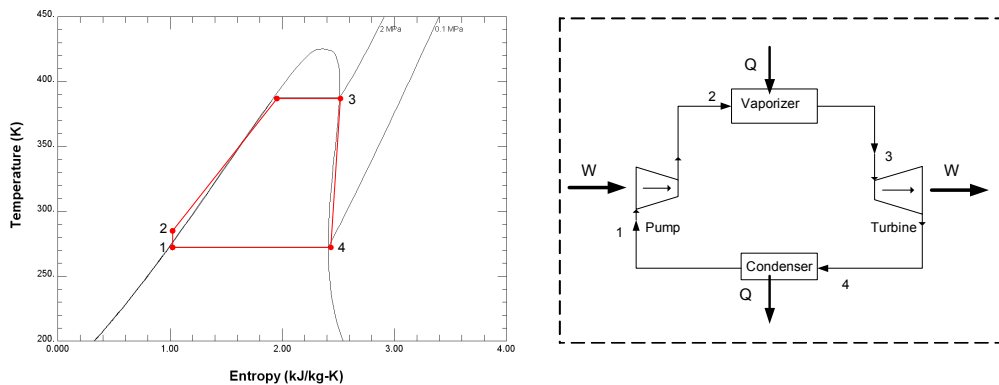 450.
400.
350.
300.
250.
200.
0.000
1.00
2.00
3.00
4.00
Temperature (K)
Entropy (kJ/kg-K)
2 MPa
0.1 MPa
3
2
1
4
Q
Vaporizer
2
3
W
W
Pump
Turbine
1
Condenser
4
Q